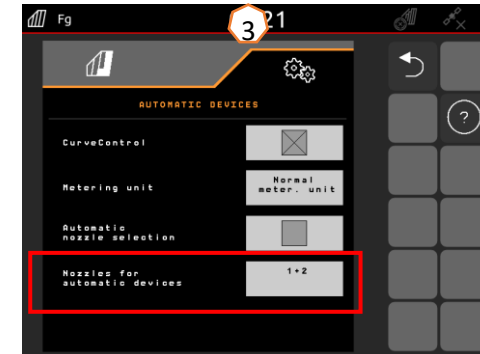 Fg
3
21
AUTOMATIC DEVICES
CurveControl
Metering unit
Normal
meter. unit
Automatic
nozzle selection
Nozzles for
automatic devices
1+2
?